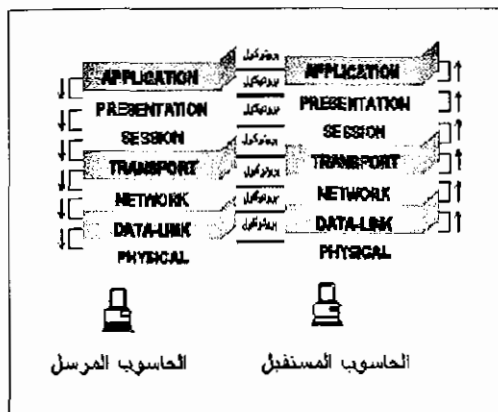 بروتوكول
APPLICATION بروتوكول APPLICATION
PRESENTATION بروتوكول PRESENTATION
SESSION بروتوكول SESSION
TRANSPORT بروتوكول TRANSPORT
NETWORK بروتوكول NETWORK
DATA-LINK بروتوكول DATA-LINK
PHYSICAL PHYSICAL
الحاسوب المرسل الحاسوب المستقبل